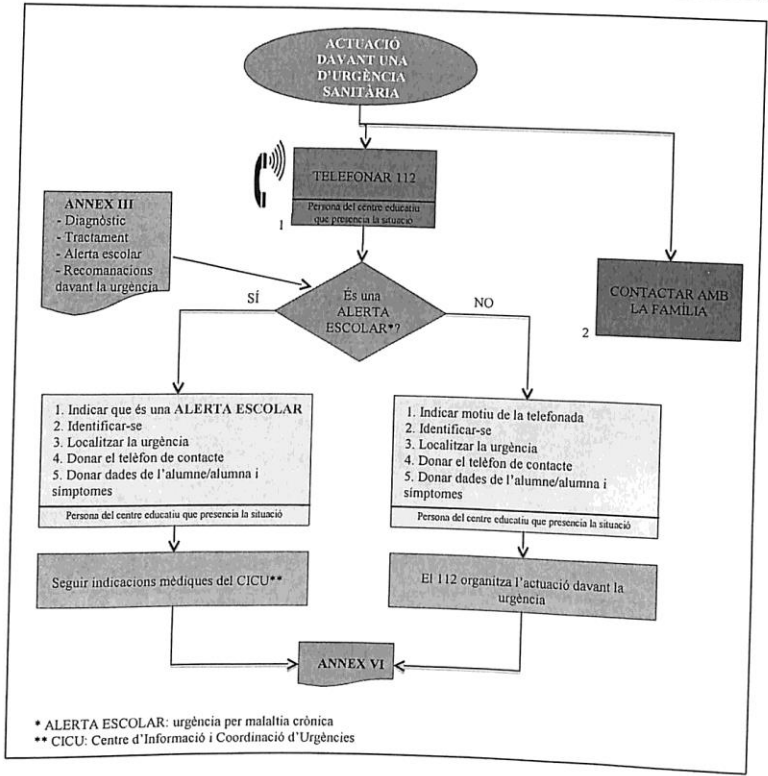 ACTUACIÓ
DAVANT UNA
D'URGÈNCIA
SANITÀRIA
TELEFONAR 112
Persona del centre educatiu
que presencia la situació
1
ANNEX III
- Diagnòstic
- Tractament
- Alerta escolar
- Recomanacions
davant la urgència
És una
ALERTA
ESCOLAR*?
SÍ
NO
CONTACTAR AMB
LA FAMÍLIA
2
1. Indicar que és una ALERTA ESCOLAR
2. Identificar-se
3. Localitzar la urgència
4. Donar el telèfon de contacte
5. Donar dades de l'alumne/alumna i
símptomes
Persona del centre educatiu que presencia la situació
1. Indicar motiu de la telefonada
2. Identificar-se
3. Localitzar la urgència
4. Donar el telèfon de contacte
5. Donar dades de l'alumne/alumna i
símptomes
Persona del centre educatiu que presencia la situació
Seguir indicacions mèdiques del CICU**
El 112 organitza l'actuació davant la
urgència
ANNEX VI
* ALERTA ESCOLAR: urgència per malaltia crònica
** CICU: Centre d'Informació i Coordinació d'Urgències